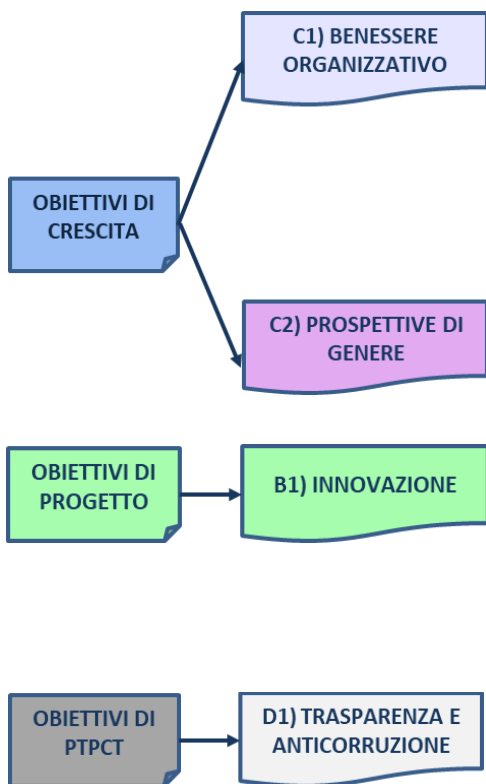 C1) BENESSERE
ORGANIZZATIVO
OBIETTIVI DI
CRESCITA
C2) PROSPETTIVE DI
GENERE
OBIETTIVI DI
PROGETTO
B1) INNOVAZIONE
OBIETTIVI DI
PTPCT
D1) TRASPARENZA E
ANTICORRUZIONE